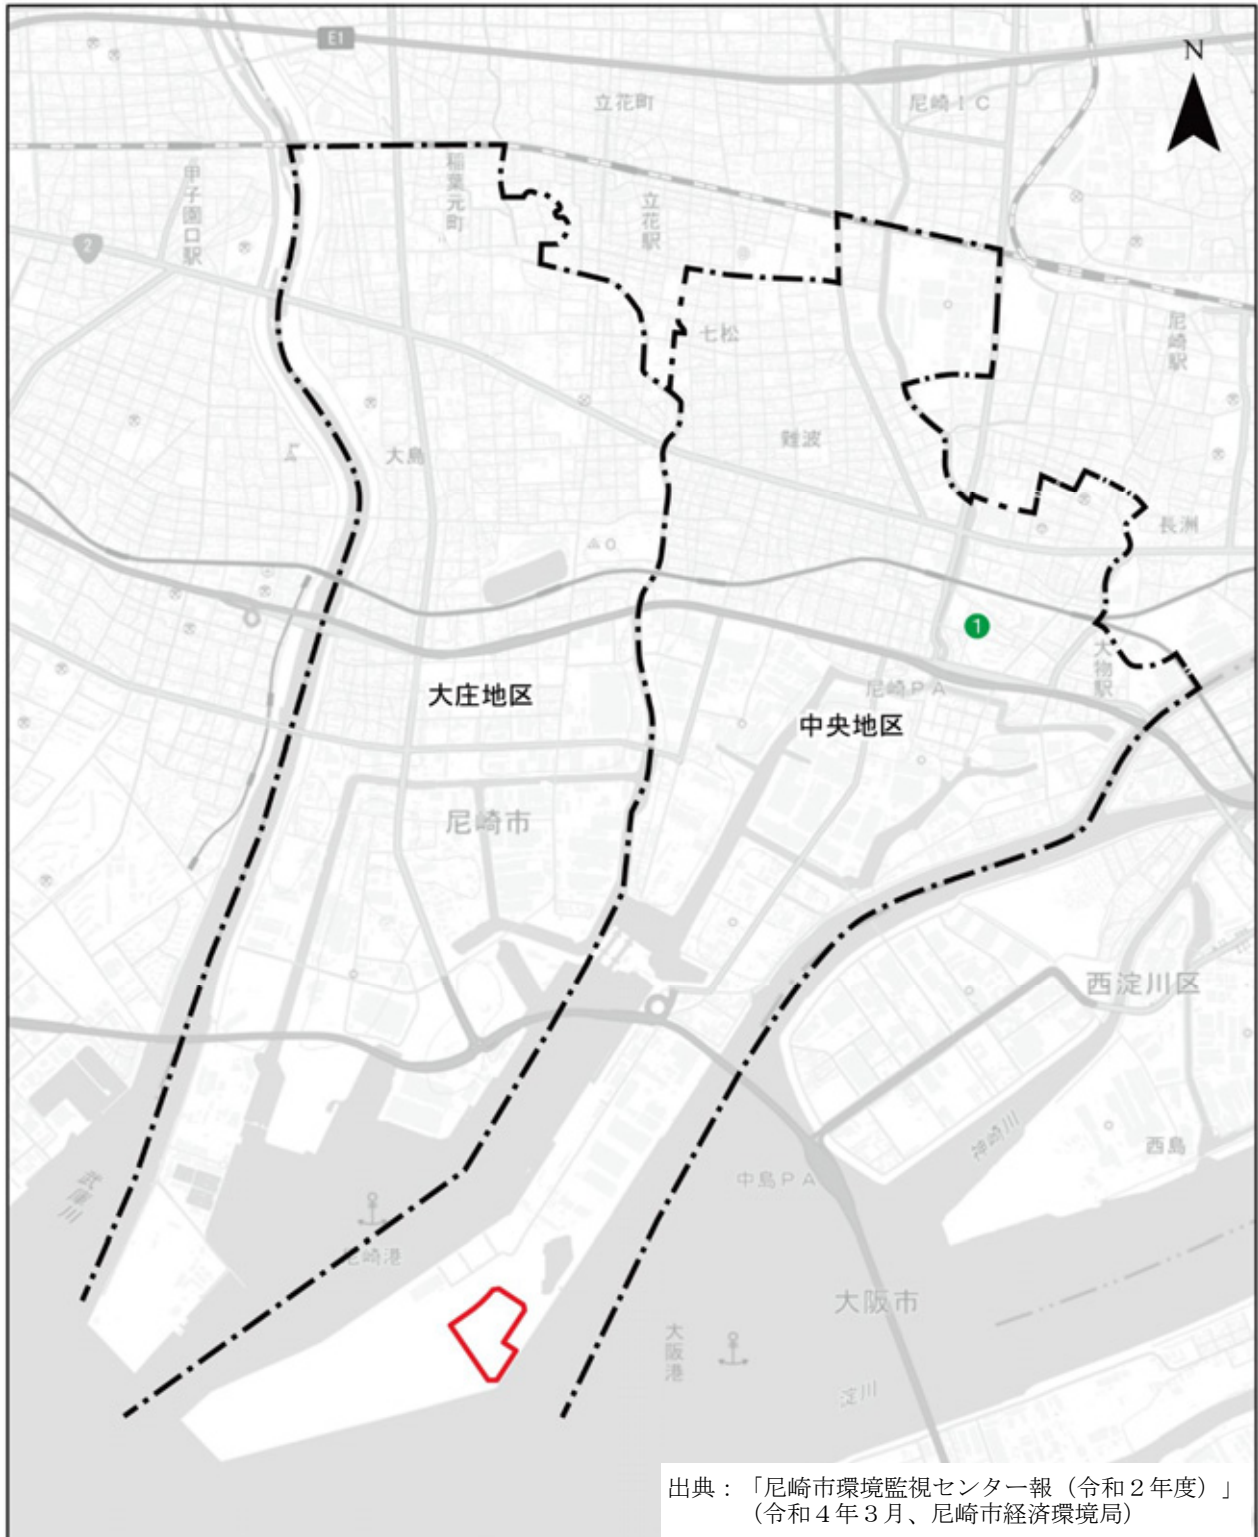 E1
N
立花町
尼崎IC
甲子園口駅
稲葉元町
立花駅
2
七松
尼崎駅
難波
大島
長洲
1
大物駅
尼崎PA
大庄地区
中央地区
尼崎市
西淀川区
神崎川
西島
武庫川
中島PA
尼崎港
大阪市
大阪港
淀川
出典：「尼崎市環境監視センター報（令和２年度）」
（令和４年３月、尼崎市経済環境局）